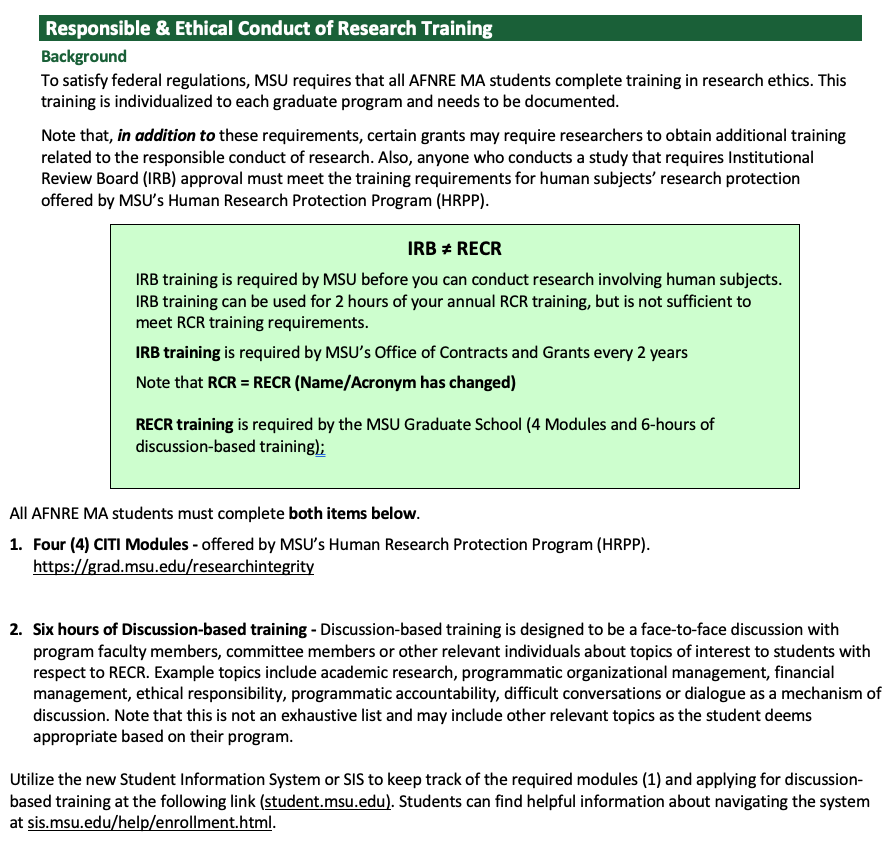 Responsible & Ethical Conduct of Research Training
Background
To satisfy federal regulations, MSU requires that all AFNRE MA students complete training in research ethics. This
training is individualized to each graduate program and needs to be documented.
Note that, in addition to these requirements, certain grants may require researchers to obtain additional training
related to the responsible conduct of research. Also, anyone who conducts a study that requires Institutional
Review Board (IRB) approval must meet the training requirements for human subjects’ research protection
offered by MSU’s Human Research Protection Program (HRPP).
IRB ≠ RECR
IRB training is required by MSU before you can conduct research involving human subjects.
IRB training can be used for 2 hours of your annual RCR training, but is not sufficient to
meet RCR training requirements.
IRB training is required by MSU’s Office of Contracts and Grants every 2 years
Note that RCR = RECR (Name/Acronym has changed)
RECR training is required by the MSU Graduate School (4 Modules and 6-hours of
discussion-based training);
All AFNRE MA students must complete both items below.
1. Four (4) CITI Modules - offered by MSU’s Human Research Protection Program (HRPP).
https://grad.msu.edu/researchintegrity
2. Six hours of Discussion-based training - Discussion-based training is designed to be a face-to-face discussion with
program faculty members, committee members or other relevant individuals about topics of interest to students with
respect to RECR. Example topics include academic research, programmatic organizational management, financial
management, ethical responsibility, programmatic accountability, difficult conversations or dialogue as a mechanism of
discussion. Note that this is not an exhaustive list and may include other relevant topics as the student deems
appropriate based on their program.
Utilize the new Student Information System or SIS to keep track of the required modules (1) and applying for discussion-
based training at the following link (student.msu.edu). Students can find helpful information about navigating the system
at sis.msu.edu/help/enrollment.html.